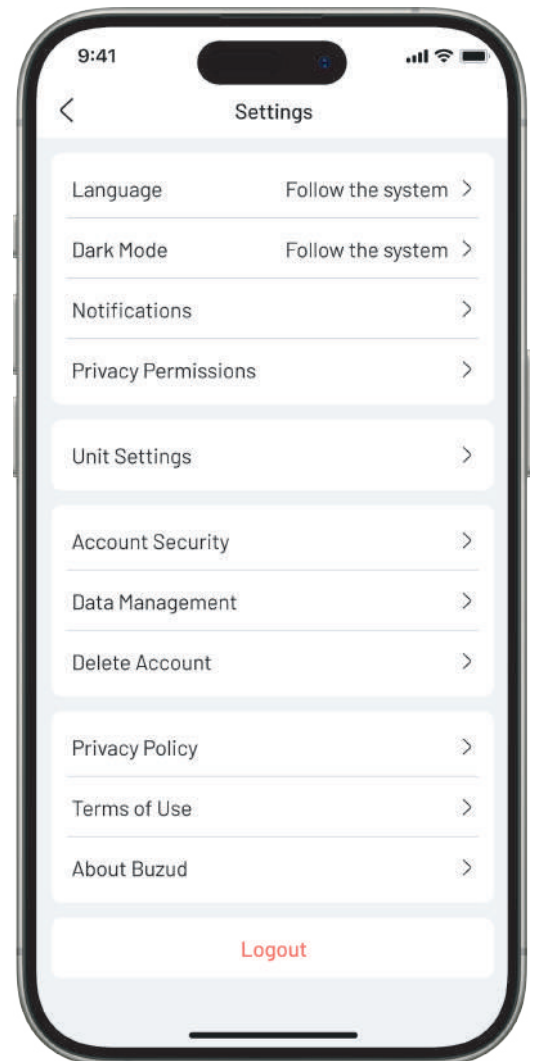 9:41
Settings
Language Follow the system
Dark Mode Follow the system
Notifications
Privacy Permissions
Unit Settings
Account Security
Data Management
Delete Account
Privacy Policy
Terms of Use
About Buzud
Logout